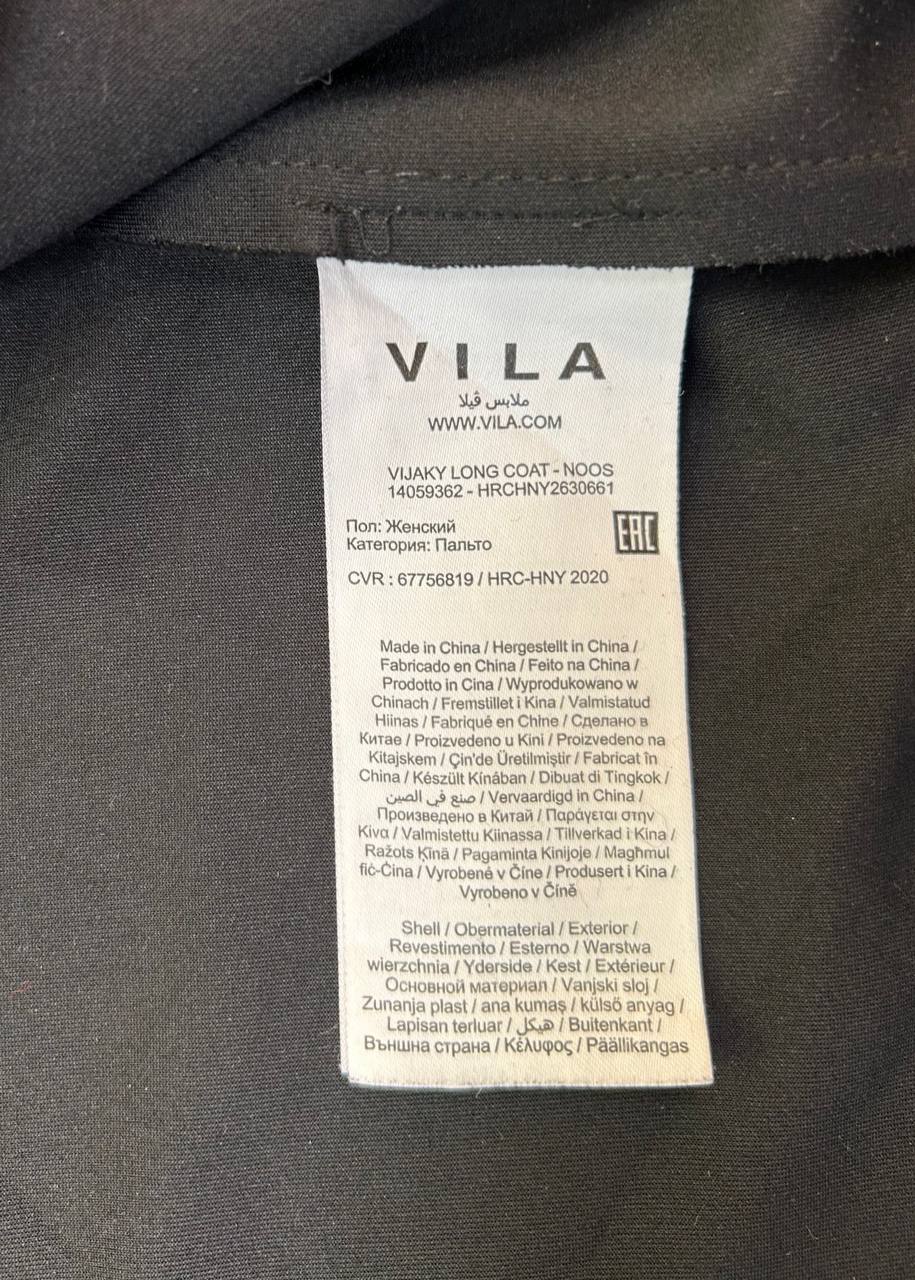 VILA
ملابس ڤيلا
WWW.VILA.COM
VIJAKY LONG COAT - NOOS
14059362 - HRCHNY2630661
Пол: Женский
Категория: Пальто
EAC
CVR : 67756819 / HRC-HNY 2020
Made in China / Hergestellt in China /
Fabricado en China / Feito na China /
Prodotto in Cina / Wyprodukowano w
Chinach / Fremstillet i Kina / Valmistatud
Hiinas / Fabriqué en Chine / Сделано в
Китае / Proizvedeno u Kini / Proizvedeno na
Kitajskem / Çin'de Üretilmiştir / Fabricat în
China / Készült Kínában / Dibuat di Tingkok /
صنع في الصين / Vervaardigd in China /
Произведено в Китай / Παράγεται στην
Κίνα / Valmistettu Kiinassa / Tillverkad i Kina /
Ražots Ķīnā / Pagaminta Kinijoje / Magħmul
fiċ-Ċina / Vyrobené v Číne / Produsert i Kina /
Vyrobeno v Číně
Shell / Obermaterial / Exterior /
Revestimento / Esterno / Warstwa
wierzchnia / Yderside / Kest / Extérieur /
Основной материал / Vanjski sloj /
Zunanja plast / ana kumaş / külső anyag /
Lapisan terluar / هيكل / Buitenkant /
Външна страна / Κέλυφος / Päällikangas